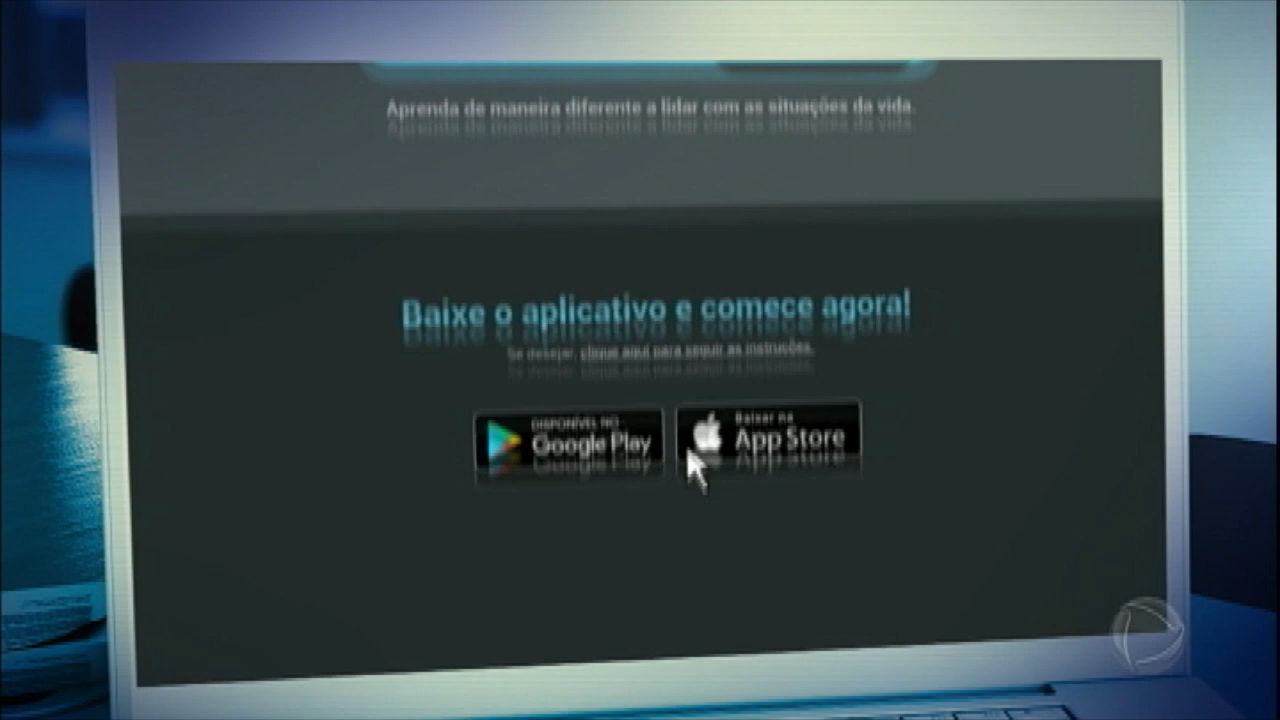 Aprenda de maneira diferente a lidar com as situações da vida.
Baixe o aplicativo e comece agora!
Se desejar, clique aqui para seguir as instruções.
DISPONÍVEL NO
Google Play
Baixar na
App Store